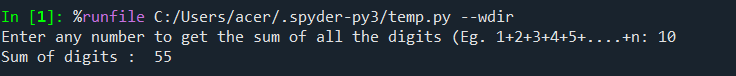 In [1]: %runfile C:/Users/acer/.spyder-py3/temp.py --wdir
Enter any number to get the sum of all the digits (Eg. 1+2+3+4+5+....+n: 10
Sum of digits :  55